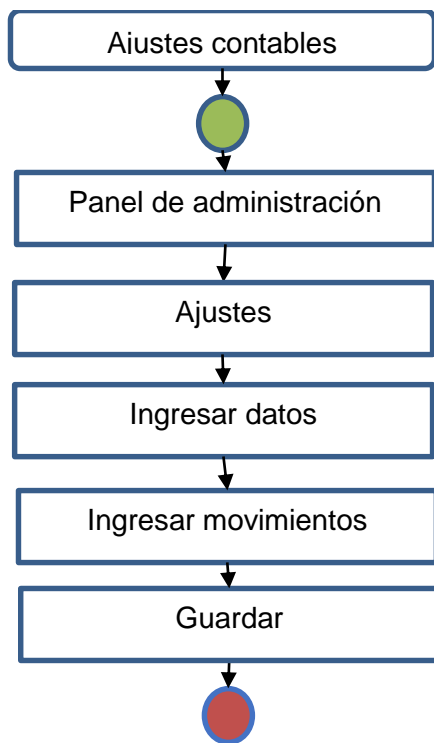 Ajustes contables
Panel de administración
Ajustes
Ingresar datos
Ingresar movimientos
Guardar